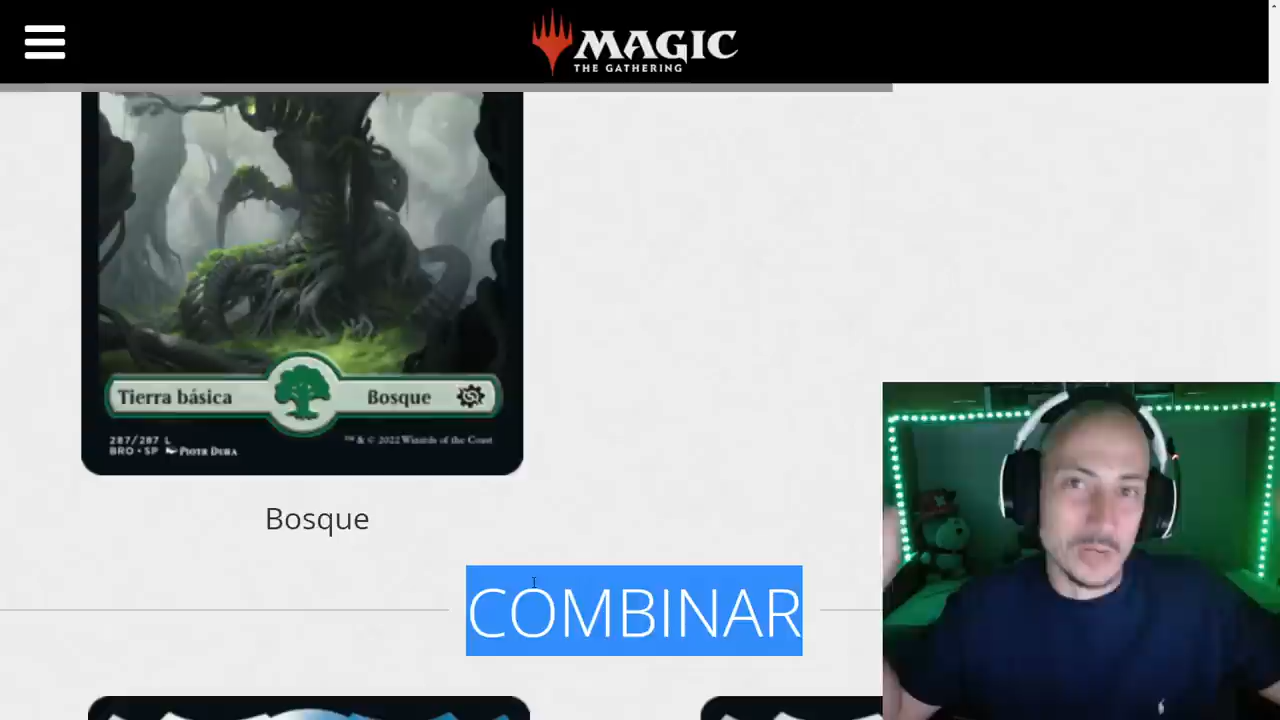 MAGIC
THE GATHERING
Tierra básica
Bosque
287/287 L
BRO • SP Piotr Dura
™ & © 2022 Wizards of the Coast
Bosque
COMBINAR